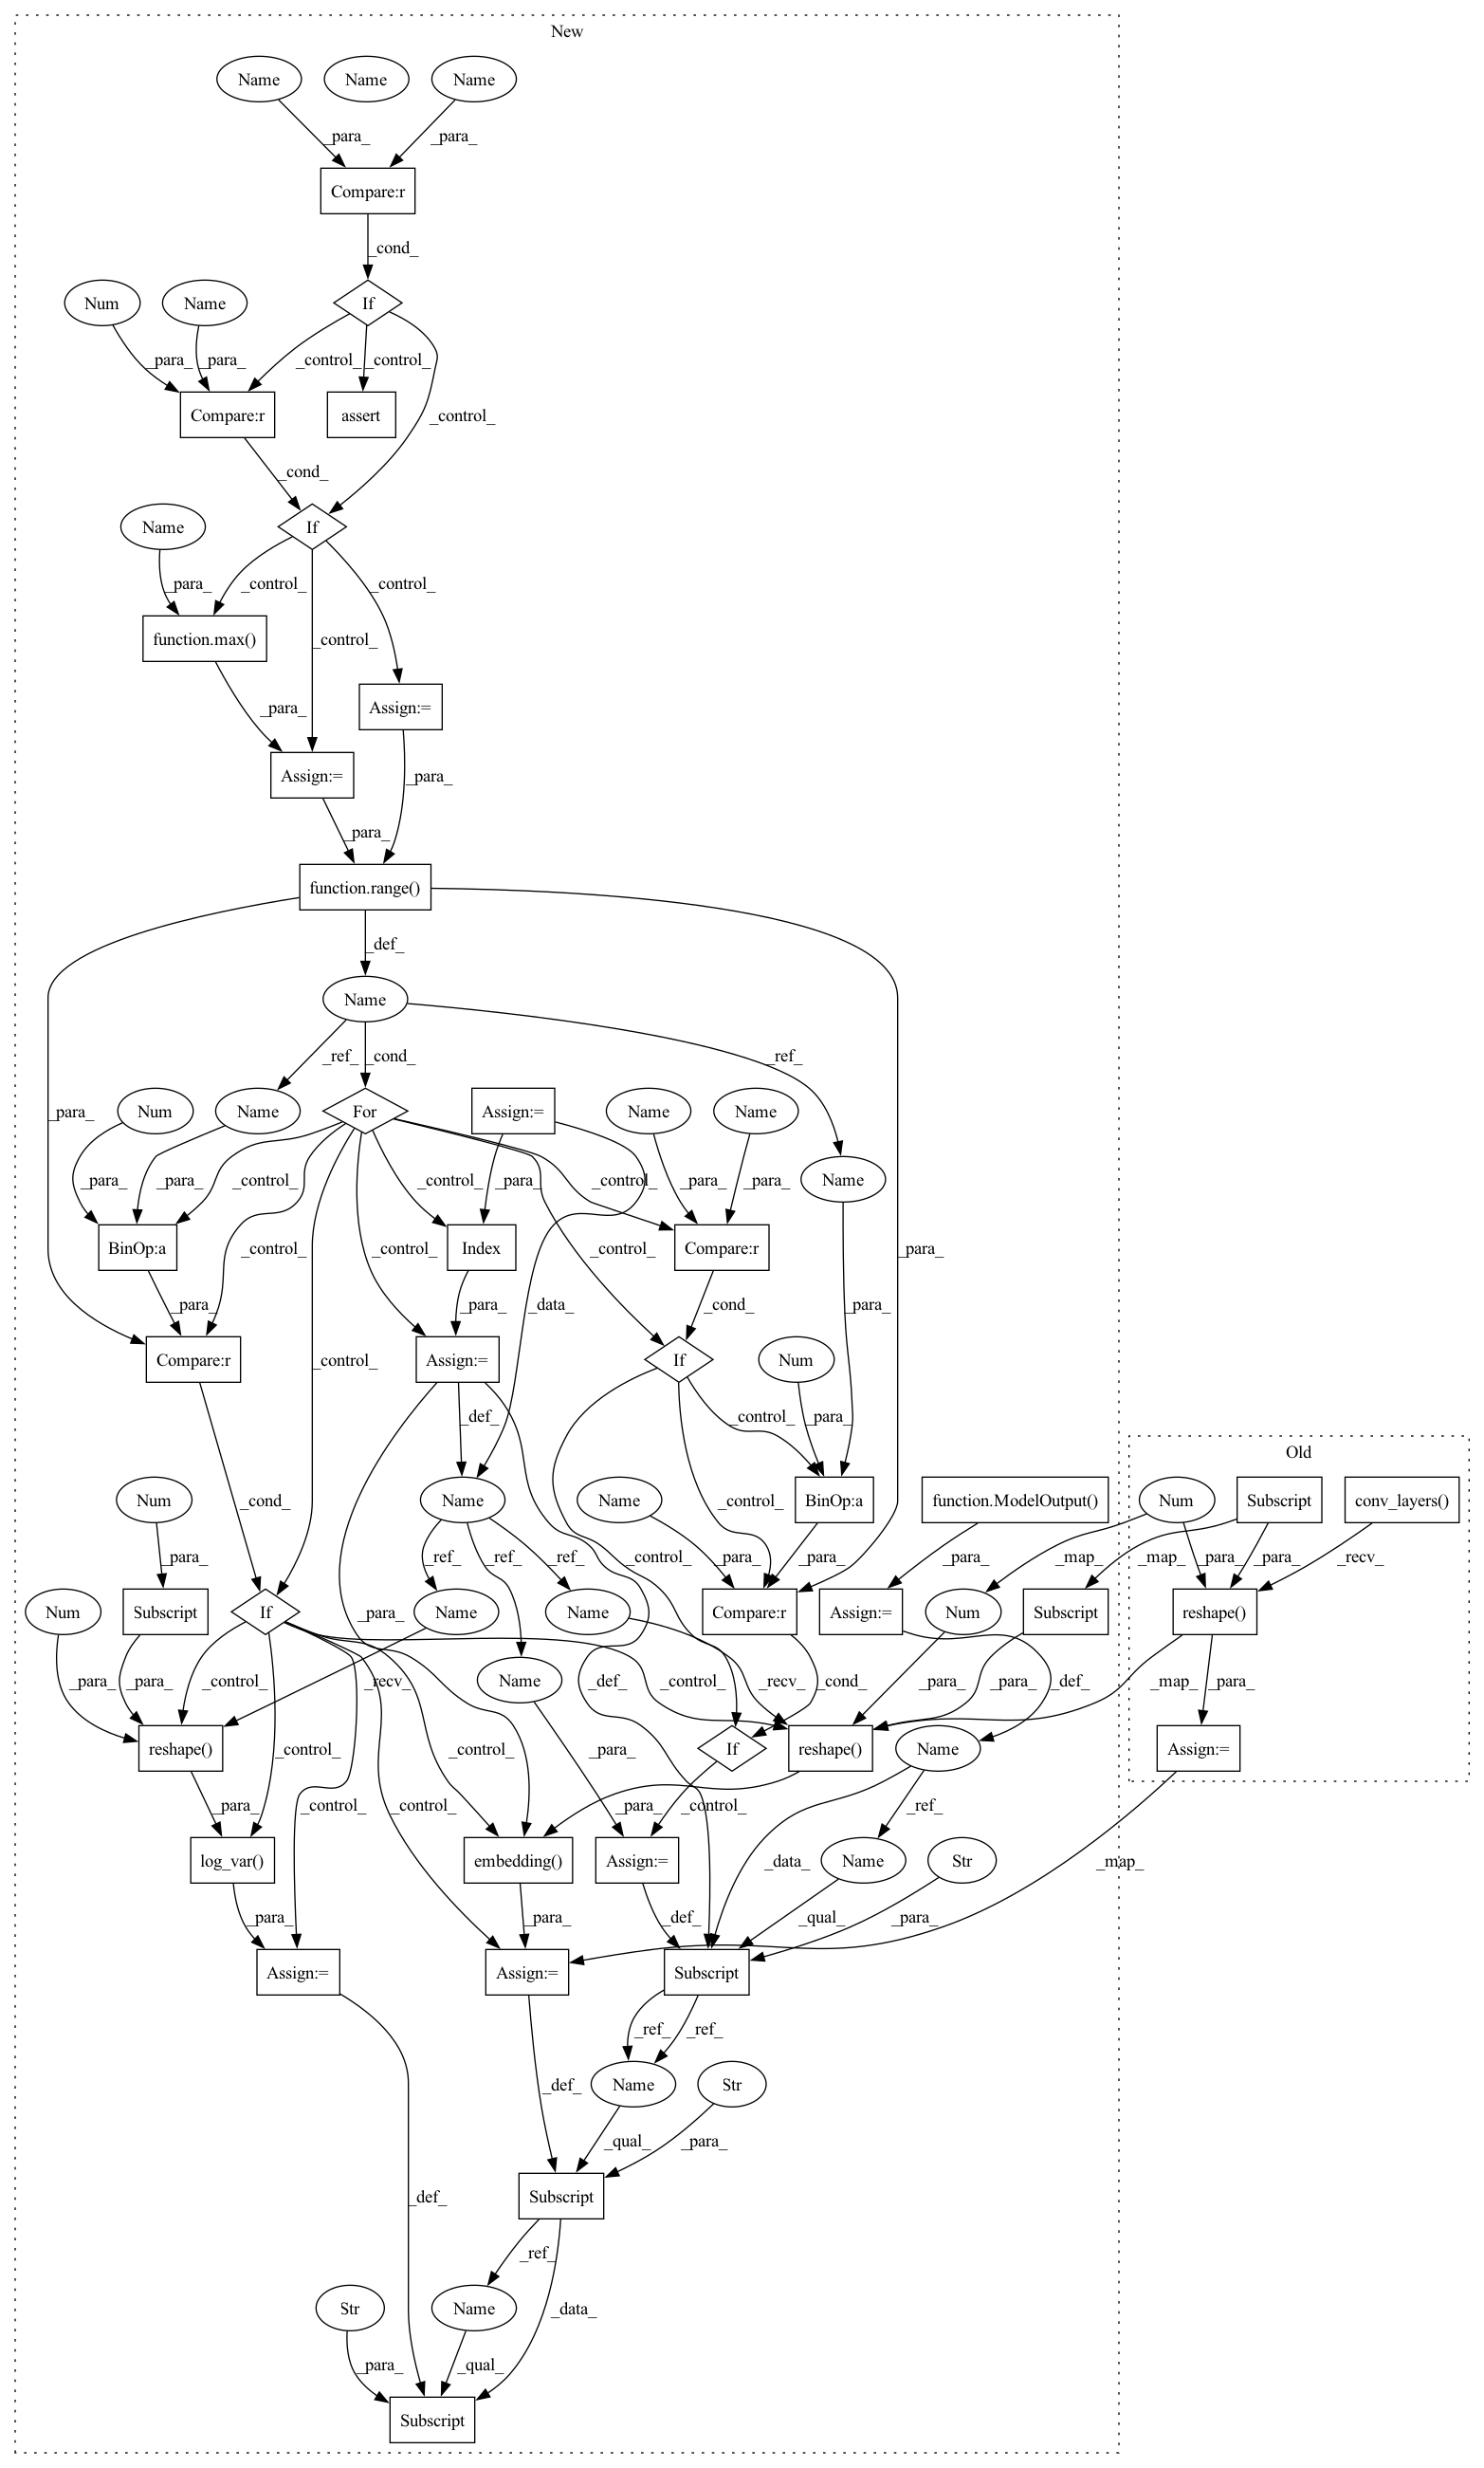 New
Name Name Name
_para_ _para_
Compare:r
_cond_
Num Name If
_para_ _para_ _control_ _control_
Compare:r assert _control_
_cond_
Name If
_para_ _control_ _control_
function.max() _control_
Assign:=
_para_
Assign:= _para_
_para_
function.range()
_def_
Name
_ref_ _cond_ _ref_
_para_ Num Name For Assign:= Name Name
_para_ _para_ _control_ _control_ _para_ _control_ _para_ _para_ Name
BinOp:a _control_ _control_ Index _control_ Compare:r _para_
_para_ _para_ _data_ _cond_ _para_
Compare:r _control_ Assign:= If Num
_def_ _control_ _para_
Old
Num _cond_ Name Name _control_ BinOp:a function.ModelOutput() Num Subscript conv_layers()
_para_ _ref_ _ref_ _ref_ _control_ _para_ _para_ _para_ _map_ _map_ _para_ _para_ _recv_
Num Subscript If _para_ Name Name Compare:r Assign:= Num Subscript reshape()
_para_ _para_ _control_ _recv_ Name _def_ _control_ _recv_ _cond_ _para_ _para_ _def_ _map_ _para_
reshape() _control_ _control_ _para_ If reshape() Name Assign:=
_para_ _control_ _control_ _para_ _control_ _ref_
log_var() embedding() Assign:= _data_ Name Str _map_
_para_ _para_ _def_ _qual_ _para_
Assign:= Assign:= Subscript
_ref_ _ref_
_def_ Name Str
_qual_ _para_
_def_ Subscript
_ref_
Str Name _data_
_para_ _qual_
Subscript